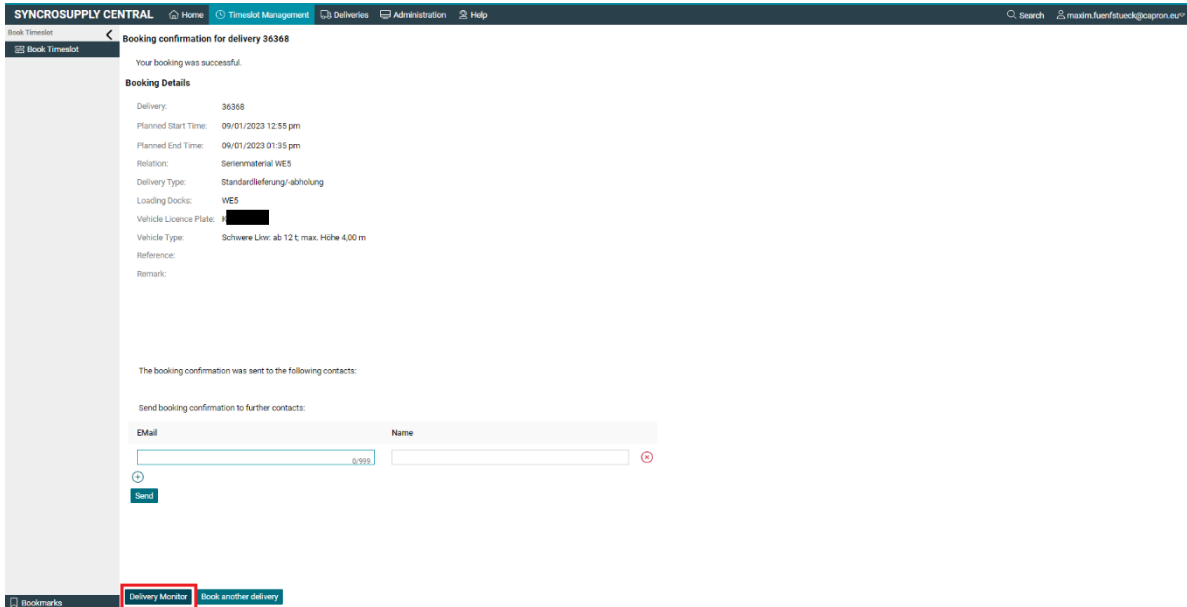 SYNCROSUPPLY CENTRAL Home Timeslot Management Deliveries Administration Help Search maxim.fuenfstueck@capron.eu
Book Timeslot
Book Timeslot
Booking confirmation for delivery 36368
Your booking was successful.
Booking Details
Delivery: 36368
Planned Start Time: 09/01/2023 12:55 pm
Planned End Time: 09/01/2023 01:35 pm
Relation: Serienmaterial WE5
Delivery Type: Standardlieferung/-abholung
Loading Docks: WE5
Vehicle Licence Plate:
Vehicle Type: Schwere Lkw: ab 12 t; max. Höhe 4,00 m
Reference:
Remark:
The booking confirmation was sent to the following contacts:
Send booking confirmation to further contacts:
EMail Name
0/999
Send
Delivery Monitor Book another delivery
Bookmarks